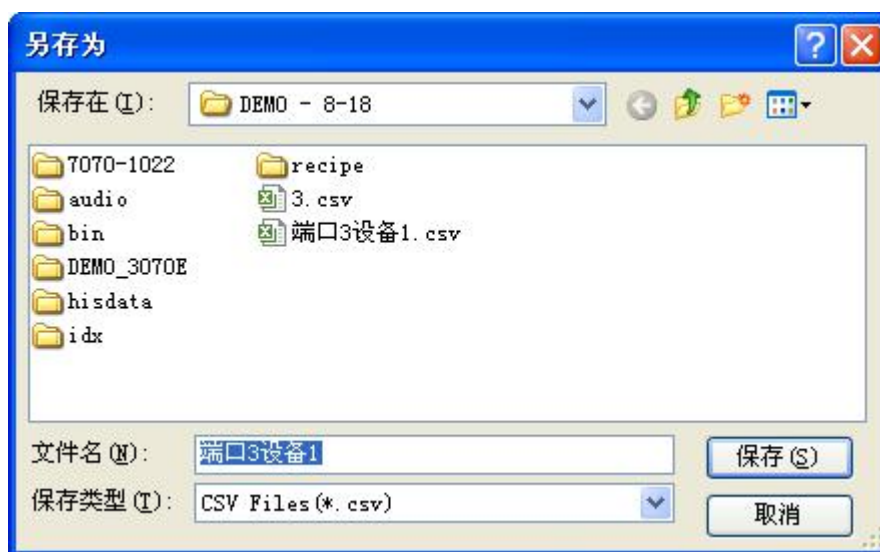 另存为
保存在(I): DEMO - 8-18
7070-1022
audio
bin
DEMO_3070E
hisdata
idx
recipe
3.csv
端口3设备1.csv
文件名(N): 端口3设备1 保存(S)
保存类型(T): CSV Files(*.csv) 取消